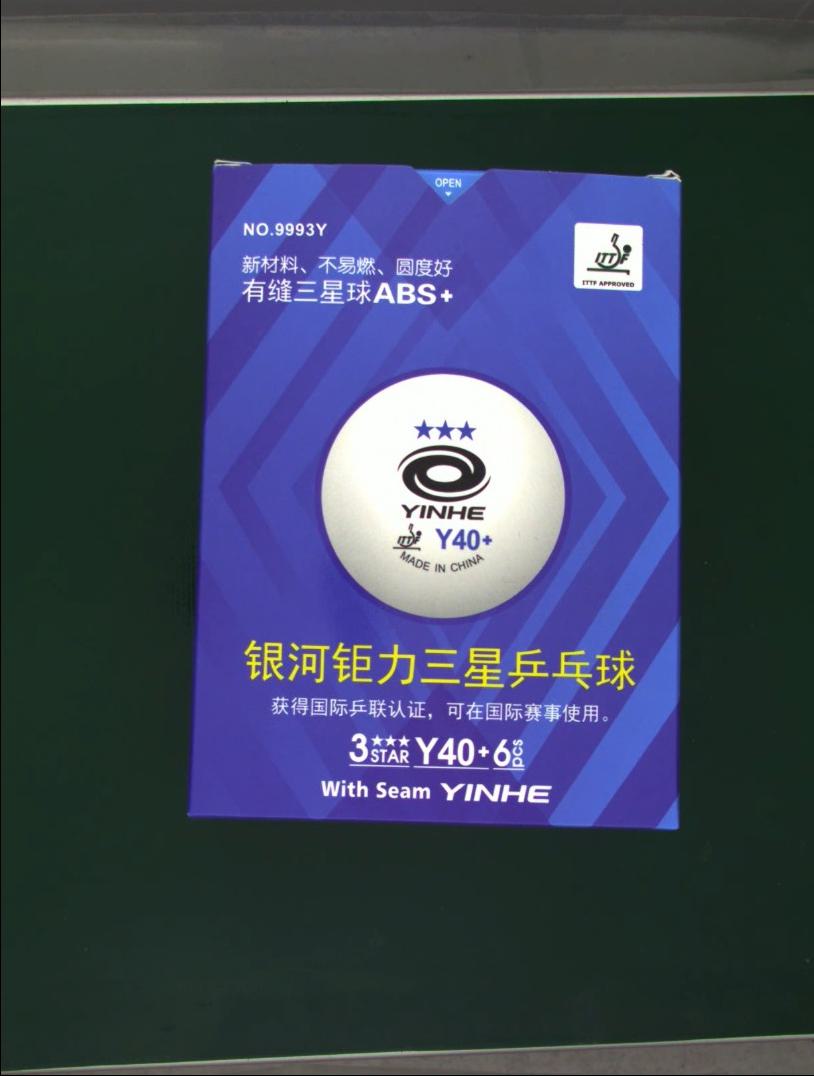 OPEN
NO.9993Y
新材料、不易燃、圆度好
有缝三星球ABS+
ITTF
ITTF APPROVED
YINHE
ITTF Y40+
MADE IN CHINA
银河钜力三星乒乓球
获得国际乒联认证，可在国际赛事使用。
3 STAR Y40+ 6pcs
With Seam YINHE